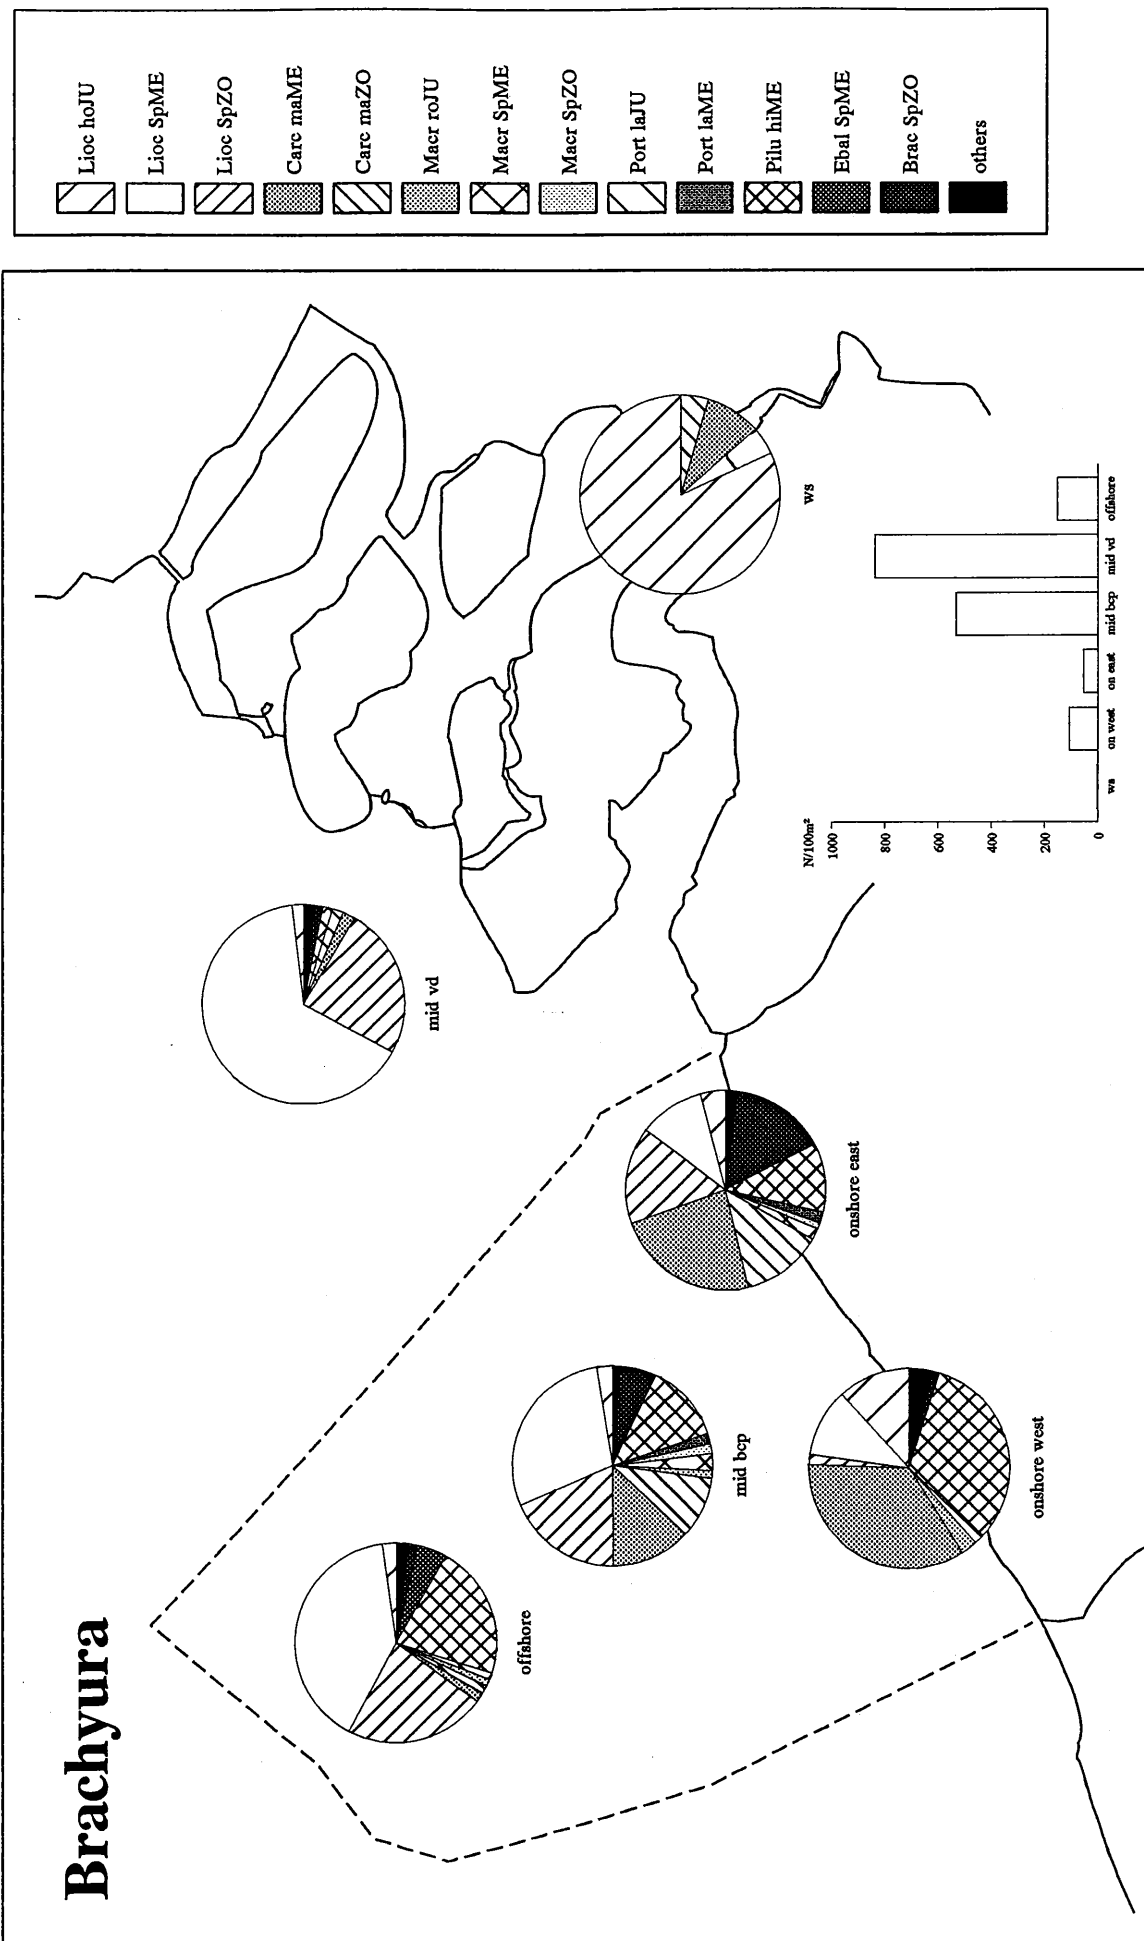 Brachyura
Lioc hoJU
Lioc SpME
Lioc SpZO
Carc maME
Carc maZO
Macr roJU
Macr SpME
Macr SpZO
Port laJU
Port laME
Pilu hiME
Ebal SpME
Brac SpZO
others
offshore
mid bcp
onshore west
onshore east
mid vd
ws
N/100m²
1000
800
600
400
200
0
ws
on west
on east
mid bcp
mid vd
offshore